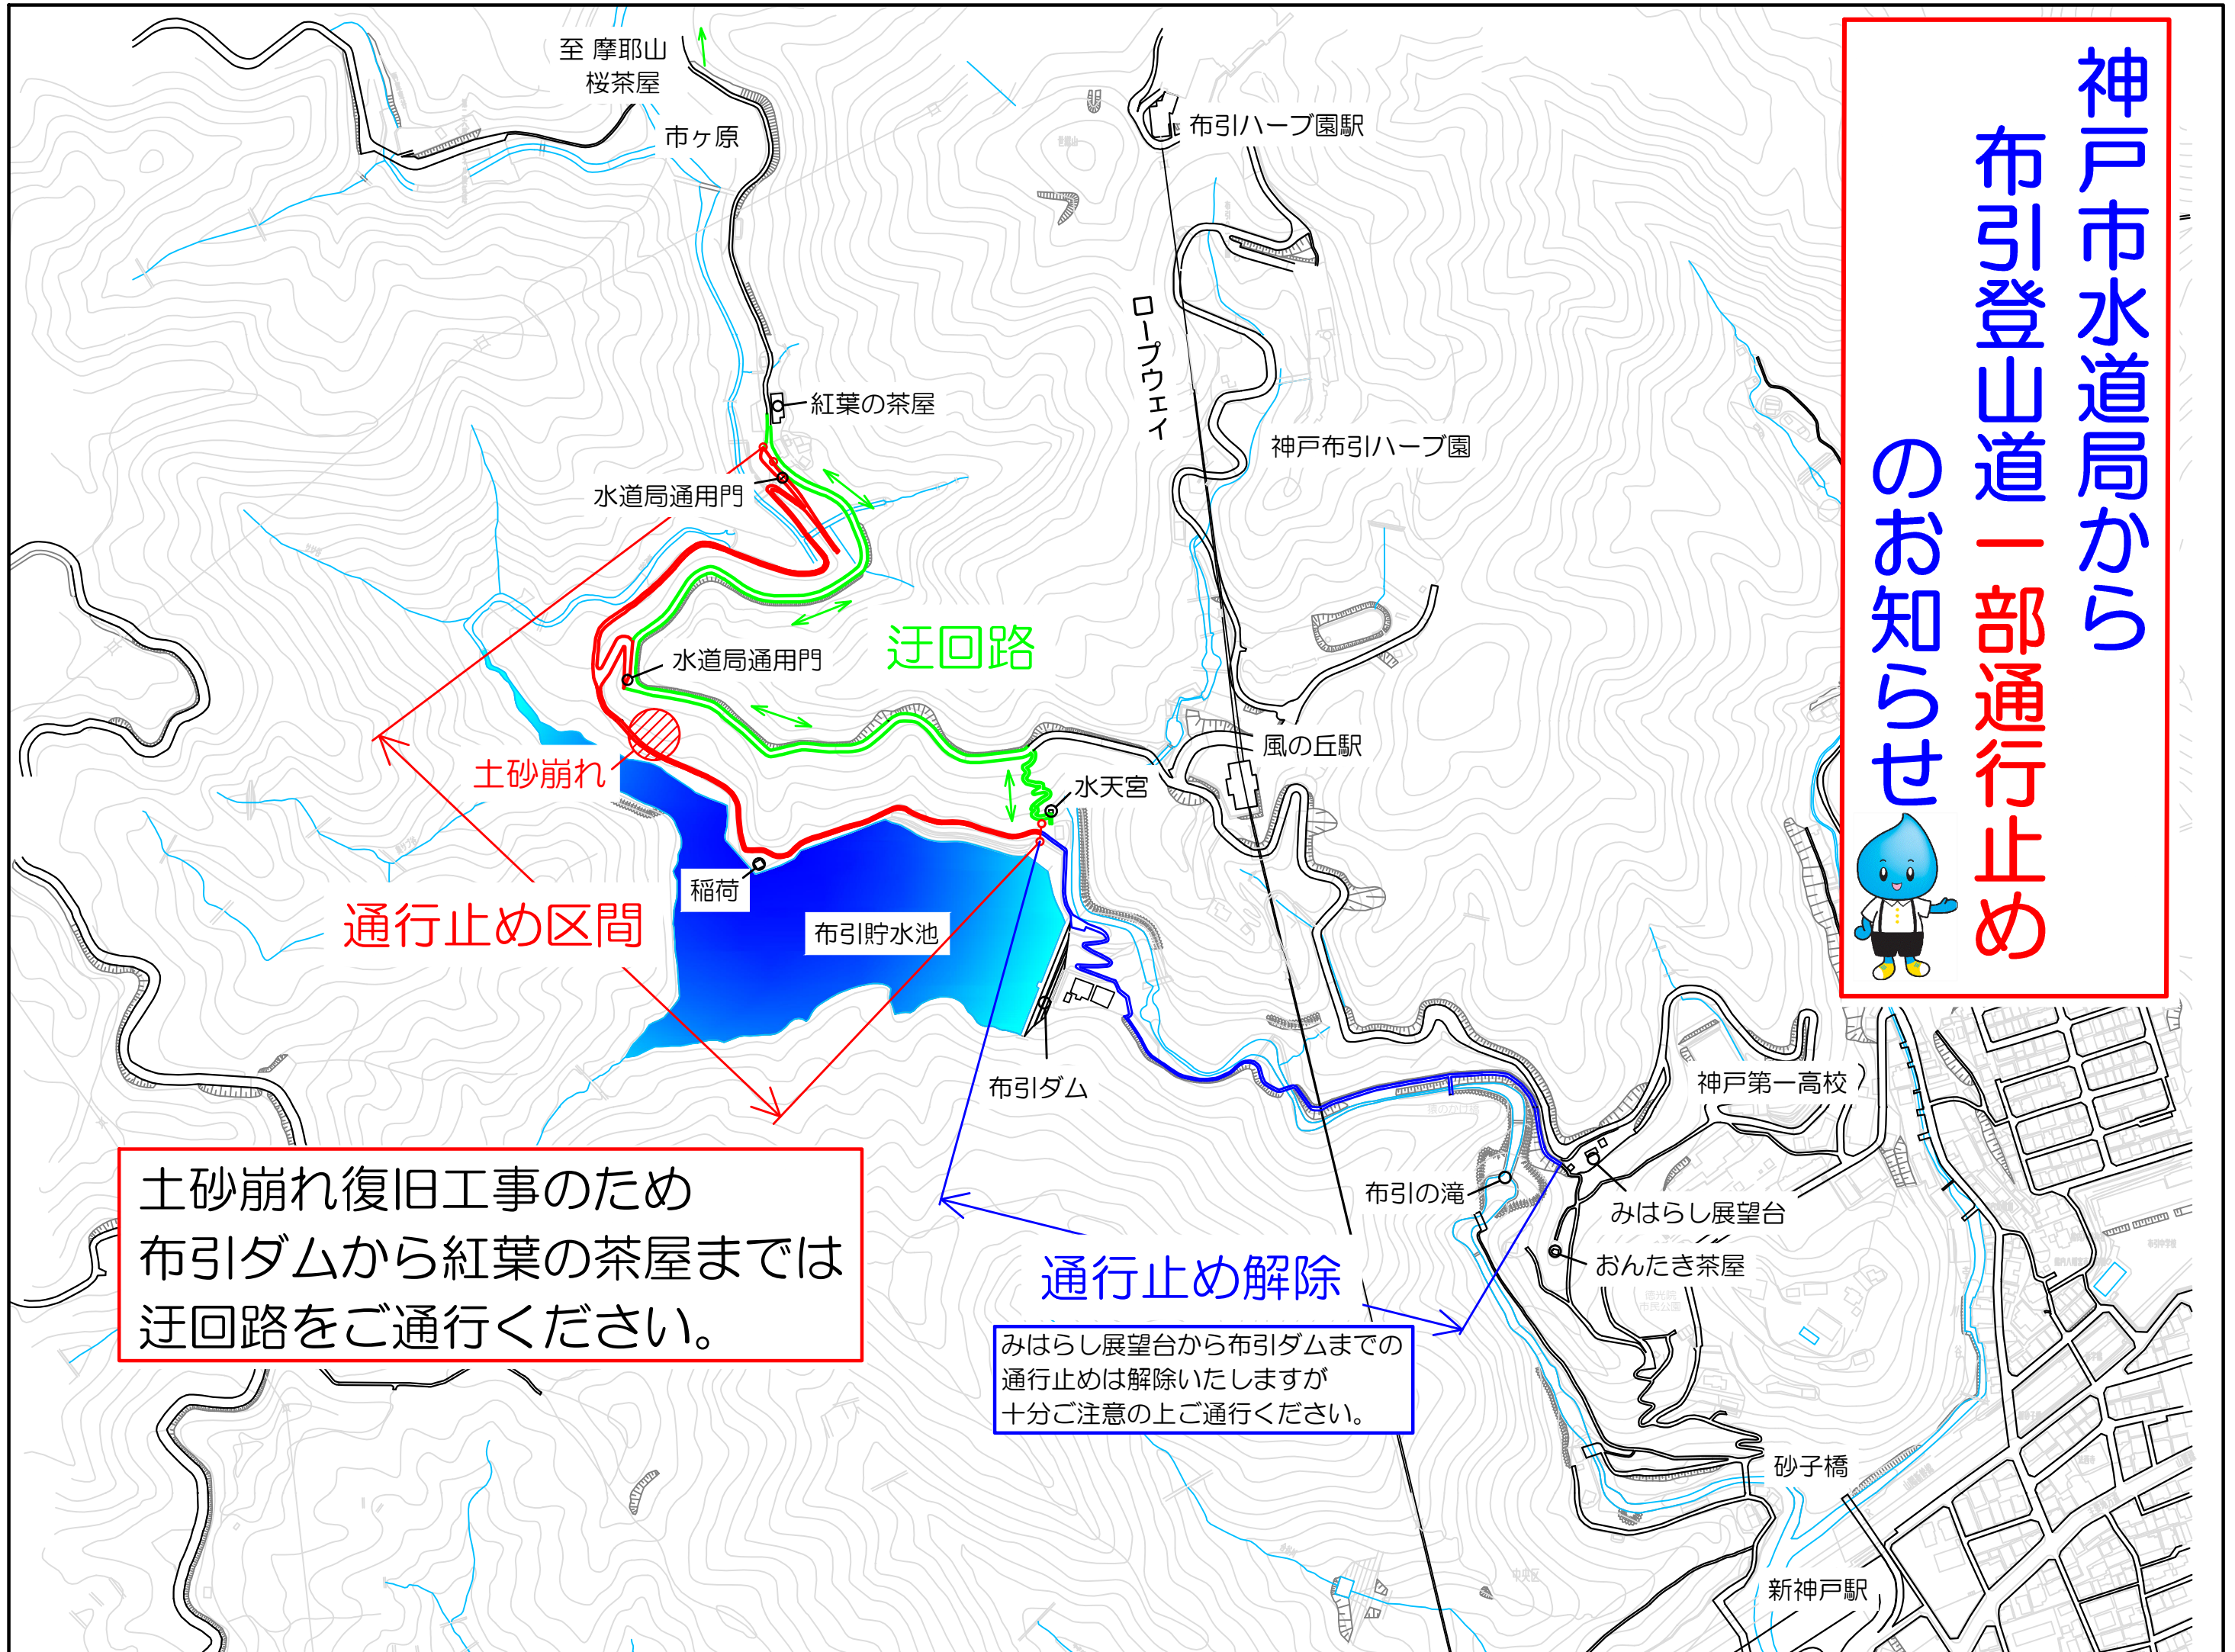 神戸市水道局から
布引登山道一部通行止め
のお知らせ
至 摩耶山
桜茶屋
市ヶ原
布引ハーブ園駅
ロープウェイ
紅葉の茶屋
神戸布引ハーブ園
水道局通用門
水道局通用門
迂回路
風の丘駅
土砂崩れ
水天宮
稲荷
通行止め区間
布引貯水池
布引ダム
神戸第一高校
布引の滝
みはらし展望台
おんたき茶屋
徳光院
市民公園
土砂崩れ復旧工事のため
布引ダムから紅葉の茶屋までは
迂回路をご通行ください。
通行止め解除
みはらし展望台から布引ダムまでの
通行止めは解除いたしますが
十分ご注意の上ご通行ください。
砂子橋
新神戸駅
中央区